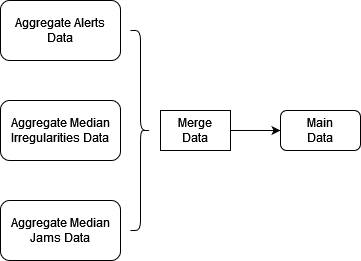 Aggregate Alerts
Data
Aggregate Median
Irregularities Data
Aggregate Median
Jams Data
Merge
Data
Main
Data